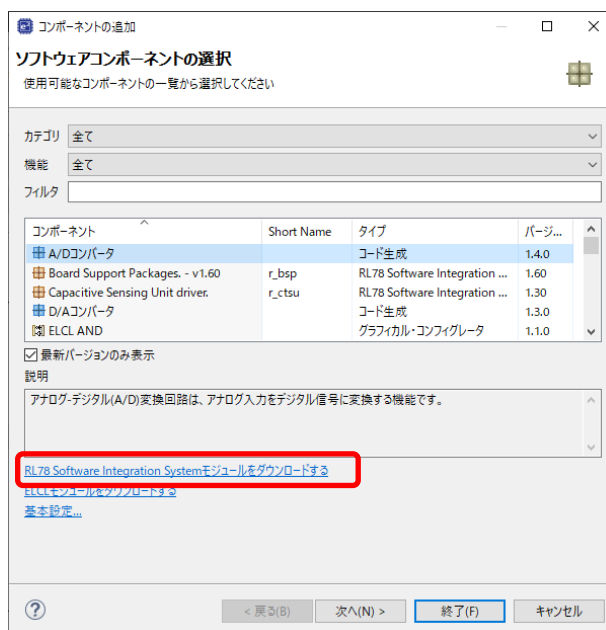 コンポーネントの追加
ソフトウェアコンポーネントの選択
使用可能なコンポーネントの一覧から選択してください
カテゴリ 全て
機能 全て
フィルタ
コンポーネント Short Name タイプ バージ...
A/Dコンバータ コード生成 1.4.0
Board Support Packages. - v1.60 r_bsp RL78 Software Integration ... 1.60
Capacitive Sensing Unit driver. r_ctsu RL78 Software Integration ... 1.30
D/Aコンバータ コード生成 1.3.0
ELCL AND グラフィカル・コンフィグレータ 1.1.0
最新バージョンのみ表示
説明
アナログ-デジタル(A/D)変換回路は、アナログ入力をデジタル信号に変換する機能です。
RL78 Software Integration Systemモジュールをダウンロードする
ELCLモジュールをダウンロードする
基本設定...
? < 戻る(B) 次へ(N) > 終了(F) キャンセル